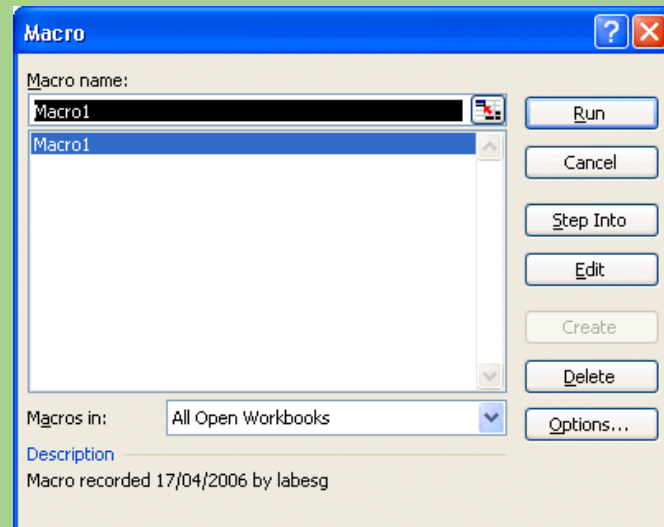 Macro
Macro name:
Macro1
Macro1
Run
Cancel
Step Into
Edit
Create
Delete
Macros in:
All Open Workbooks
Options...
Description
Macro recorded 17/04/2006 by labesg